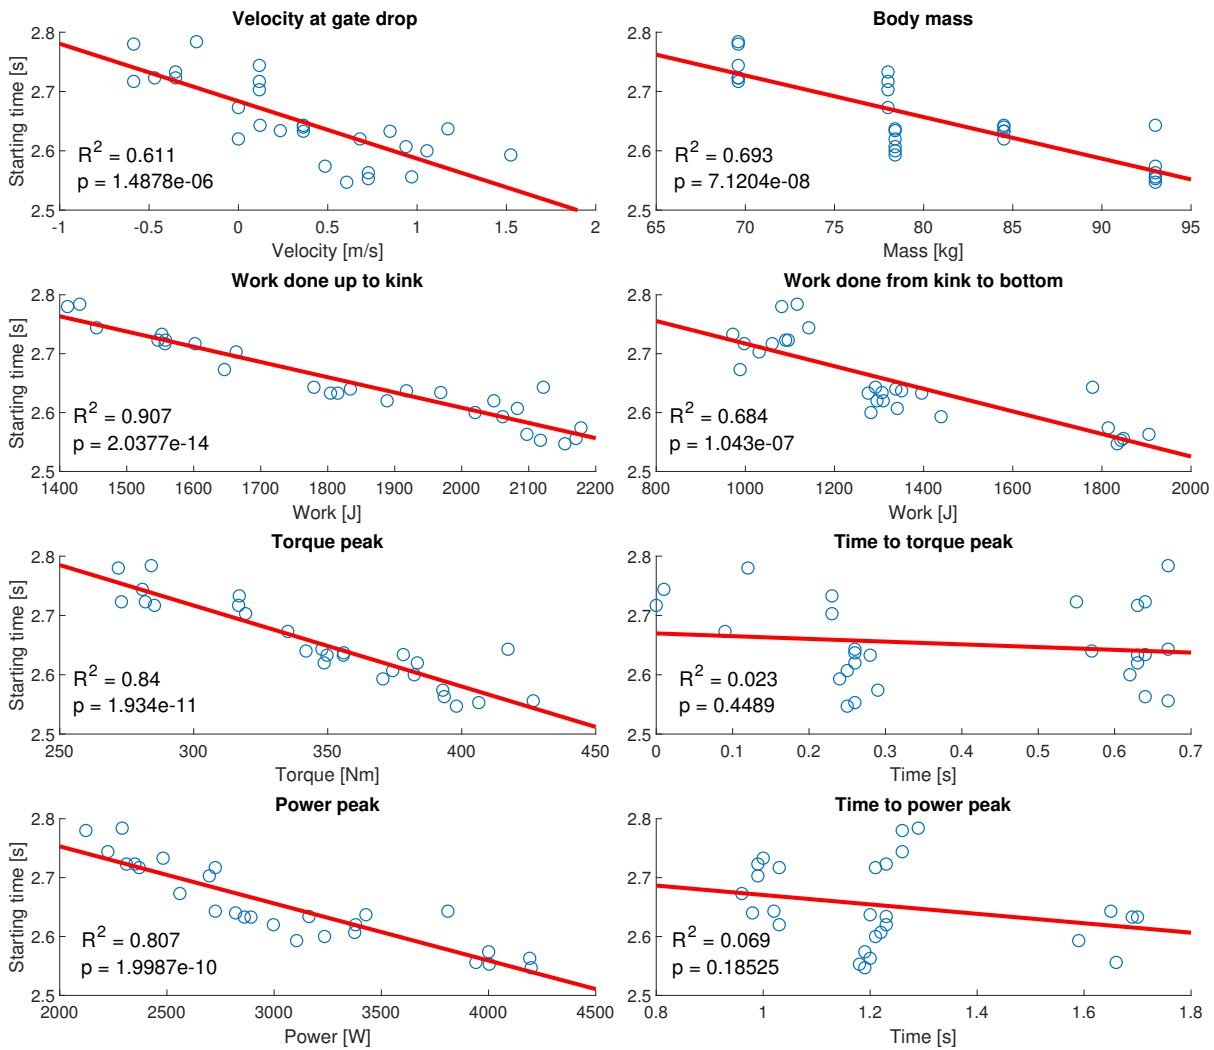 Velocity at gate drop
Starting time [s]
2.8
2.7
2.6
2.5
R² = 0.611
p = 1.4878e-06
-1 -0.5 0 0.5 1 1.5 2
Velocity [m/s]
Body mass
2.8
2.7
2.6
2.5
R² = 0.693
p = 7.1204e-08
65 70 75 80 85 90 95
Mass [kg]
Work done up to kink
Starting time [s]
2.8
2.7
2.6
2.5
R² = 0.907
p = 2.0377e-14
1400 1500 1600 1700 1800 1900 2000 2100 2200
Work [J]
Work done from kink to bottom
2.8
2.7
2.6
2.5
R² = 0.684
p = 1.043e-07
800 1000 1200 1400 1600 1800 2000
Work [J]
Torque peak
Starting time [s]
2.8
2.7
2.6
2.5
R² = 0.84
p = 1.934e-11
250 300 350 400 450
Torque [Nm]
Time to torque peak
2.8
2.7
2.6
2.5
R² = 0.023
p = 0.4489
0 0.1 0.2 0.3 0.4 0.5 0.6 0.7
Time [s]
Power peak
Starting time [s]
2.8
2.7
2.6
2.5
R² = 0.807
p = 1.9987e-10
2000 2500 3000 3500 4000 4500
Power [W]
Time to power peak
2.8
2.7
2.6
2.5
R² = 0.069
p = 0.18525
0.8 1 1.2 1.4 1.6 1.8
Time [s]